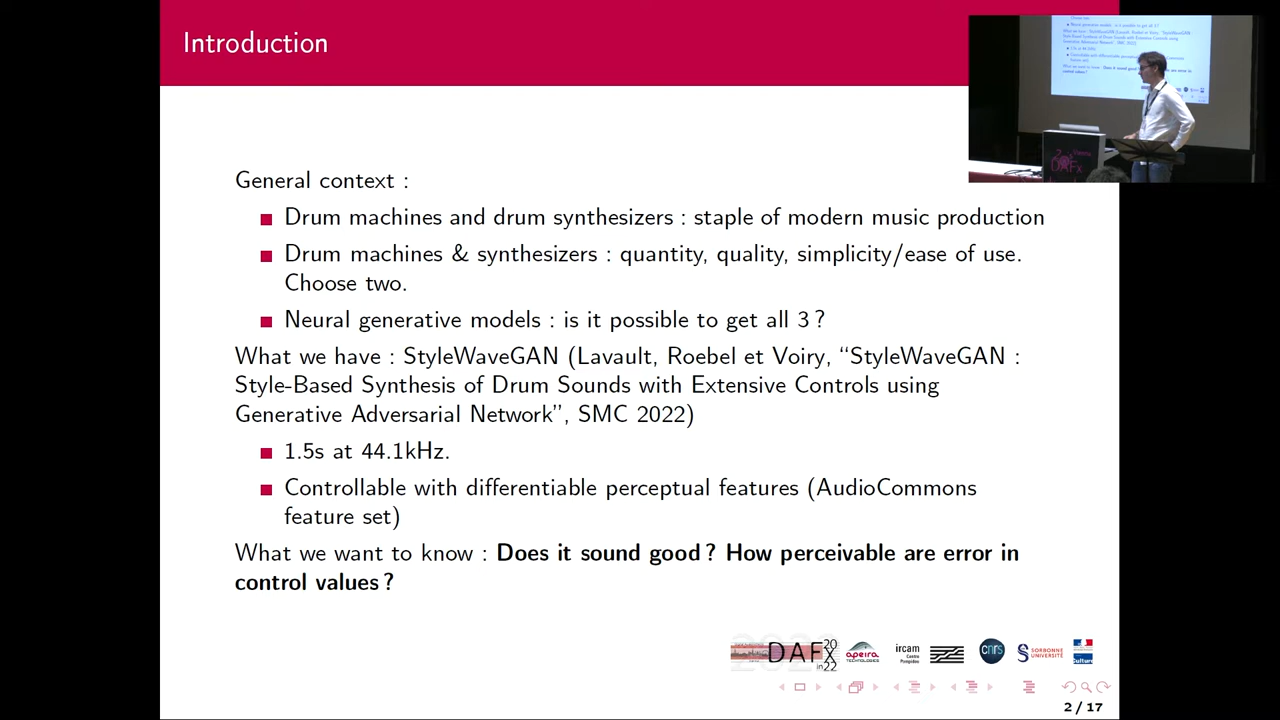 Introduction
General context :
Drum machines and drum synthesizers : staple of modern music production
Drum machines & synthesizers : quantity, quality, simplicity/ease of use.
Choose two.
Neural generative models : is it possible to get all 3 ?
What we have : StyleWaveGAN (Lavault, Roebel et Voiry, “StyleWaveGAN :
Style-Based Synthesis of Drum Sounds with Extensive Controls using
Generative Adversarial Network”, SMC 2022)
1.5s at 44.1kHz.
Controllable with differentiable perceptual features (AudioCommons
feature set)
What we want to know : Does it sound good ? How perceivable are error in
control values ?
DAFx
20
in22
apeira
TECHNOLOGIES
ircam
Centre
Pompidou
cnrs
SORBONNE
UNIVERSITÉ
Culture
2 / 17